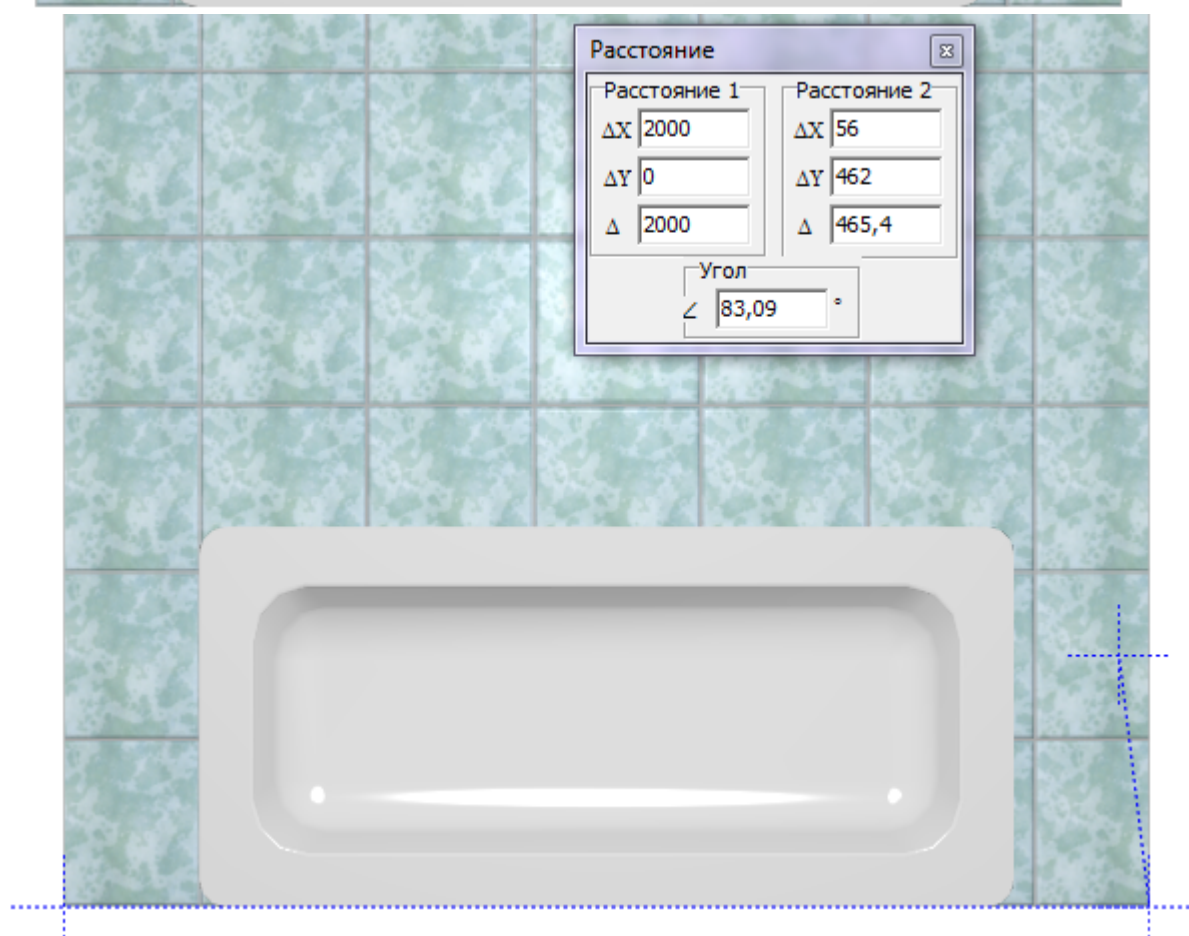 Расстояние
Расстояние 1 Расстояние 2
ΔX 2000 ΔX 56
ΔY 0 ΔY 462
Δ 2000 Δ 465,4
Угол
∠ 83,09 °